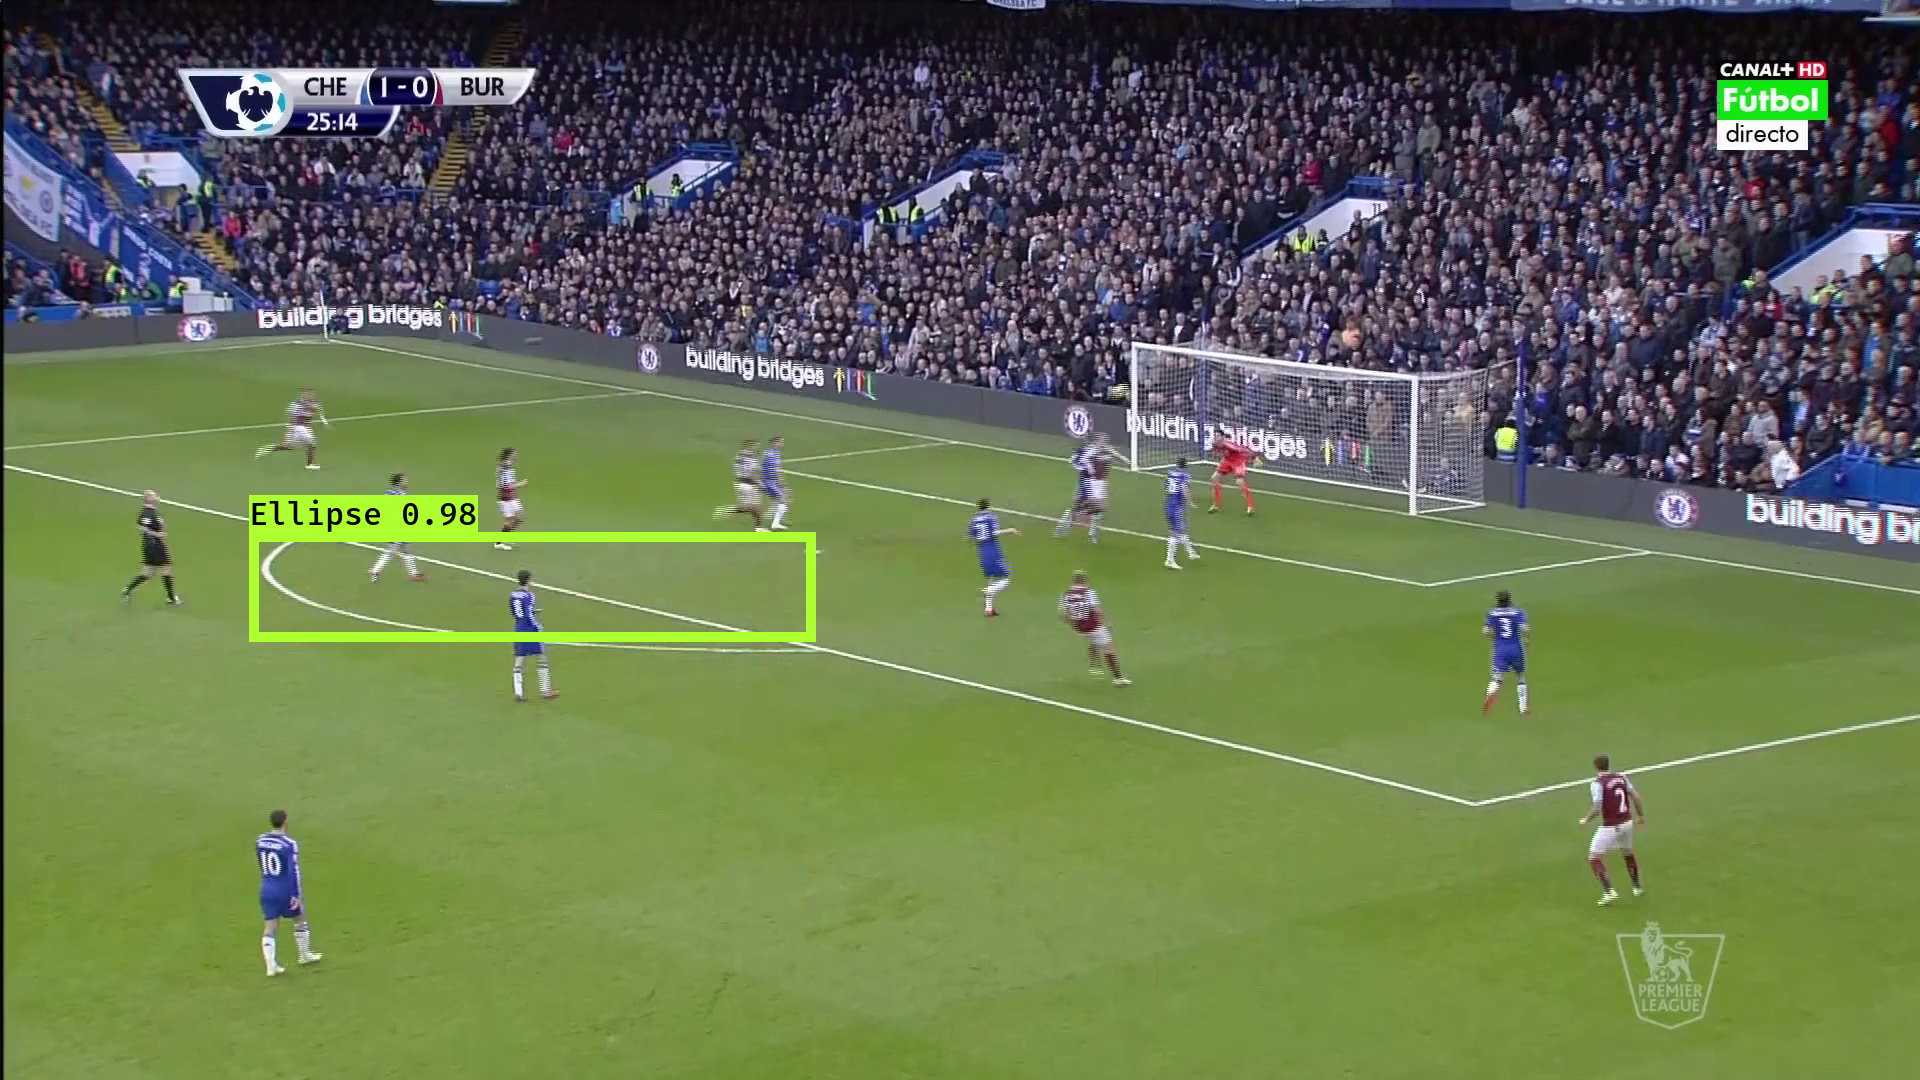 CHE 1-0 BUR
25:14
CANAL+ HD
Fútbol
directo
building bridges
building bridges
building bridges
building br
Ellipse 0.98
11
3
2
10
PREMIER
LEAGUE